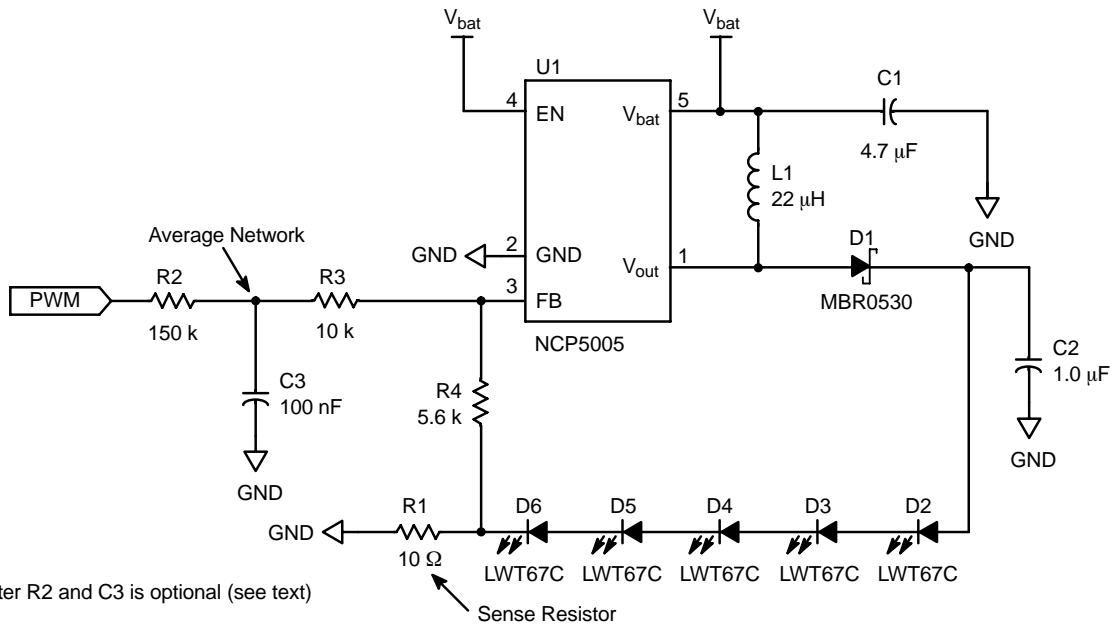 Vbat
Vbat
U1
4
EN
Vbat
5
C1
4.7 μF
L1
22 μH
GND
Average Network
GND
2
GND
Vout
1
D1
MBR0530
PWM
R2
150 k
R3
10 k
3
FB
NCP5005
C2
1.0 μF
GND
C3
100 nF
GND
R4
5.6 k
GND
R1
10 Ω
D6
D5
D4
D3
D2
LWT67C
LWT67C
LWT67C
LWT67C
LWT67C
R2 and C3 is optional (see text)
Sense Resistor